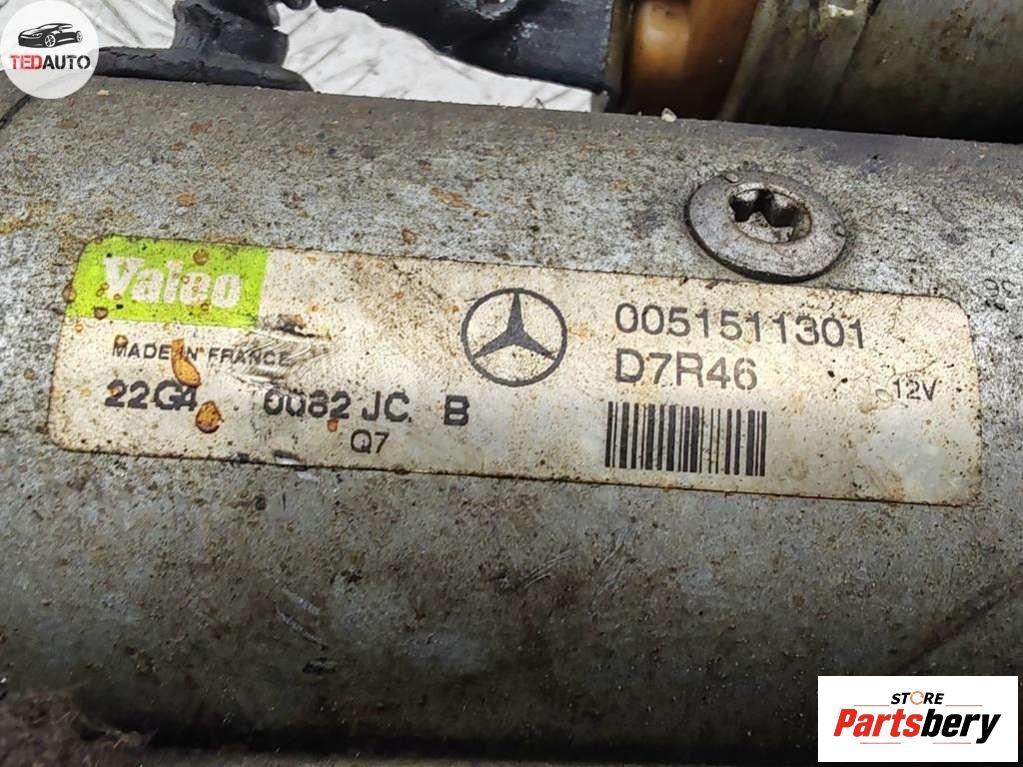 TEDAUTO
Valeo
MADE IN FRANCE
22G4 0082 JC. B
Q7
0051511301
D7R46
12V
STORE
Partsbery